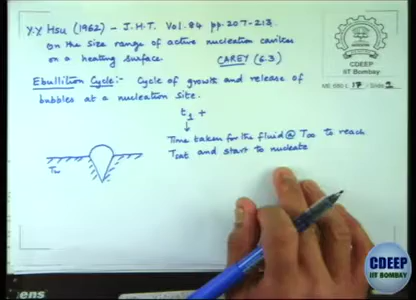 Y.Y Hsu (1962) - J.H.T. Vol.84 pp.207-213.
On the size range of active nucleation cavities
on a heating surface. CAREY (6.3)
CDEEP
IIT Bombay
Ebullition Cycle:- Cycle of growth and release of
bubbles at a nucleation site.
t1 +
Time taken for the fluid @ T∞ to reach
Tsat and start to nucleate
Tw
CDEEP
IIT BOMBAY